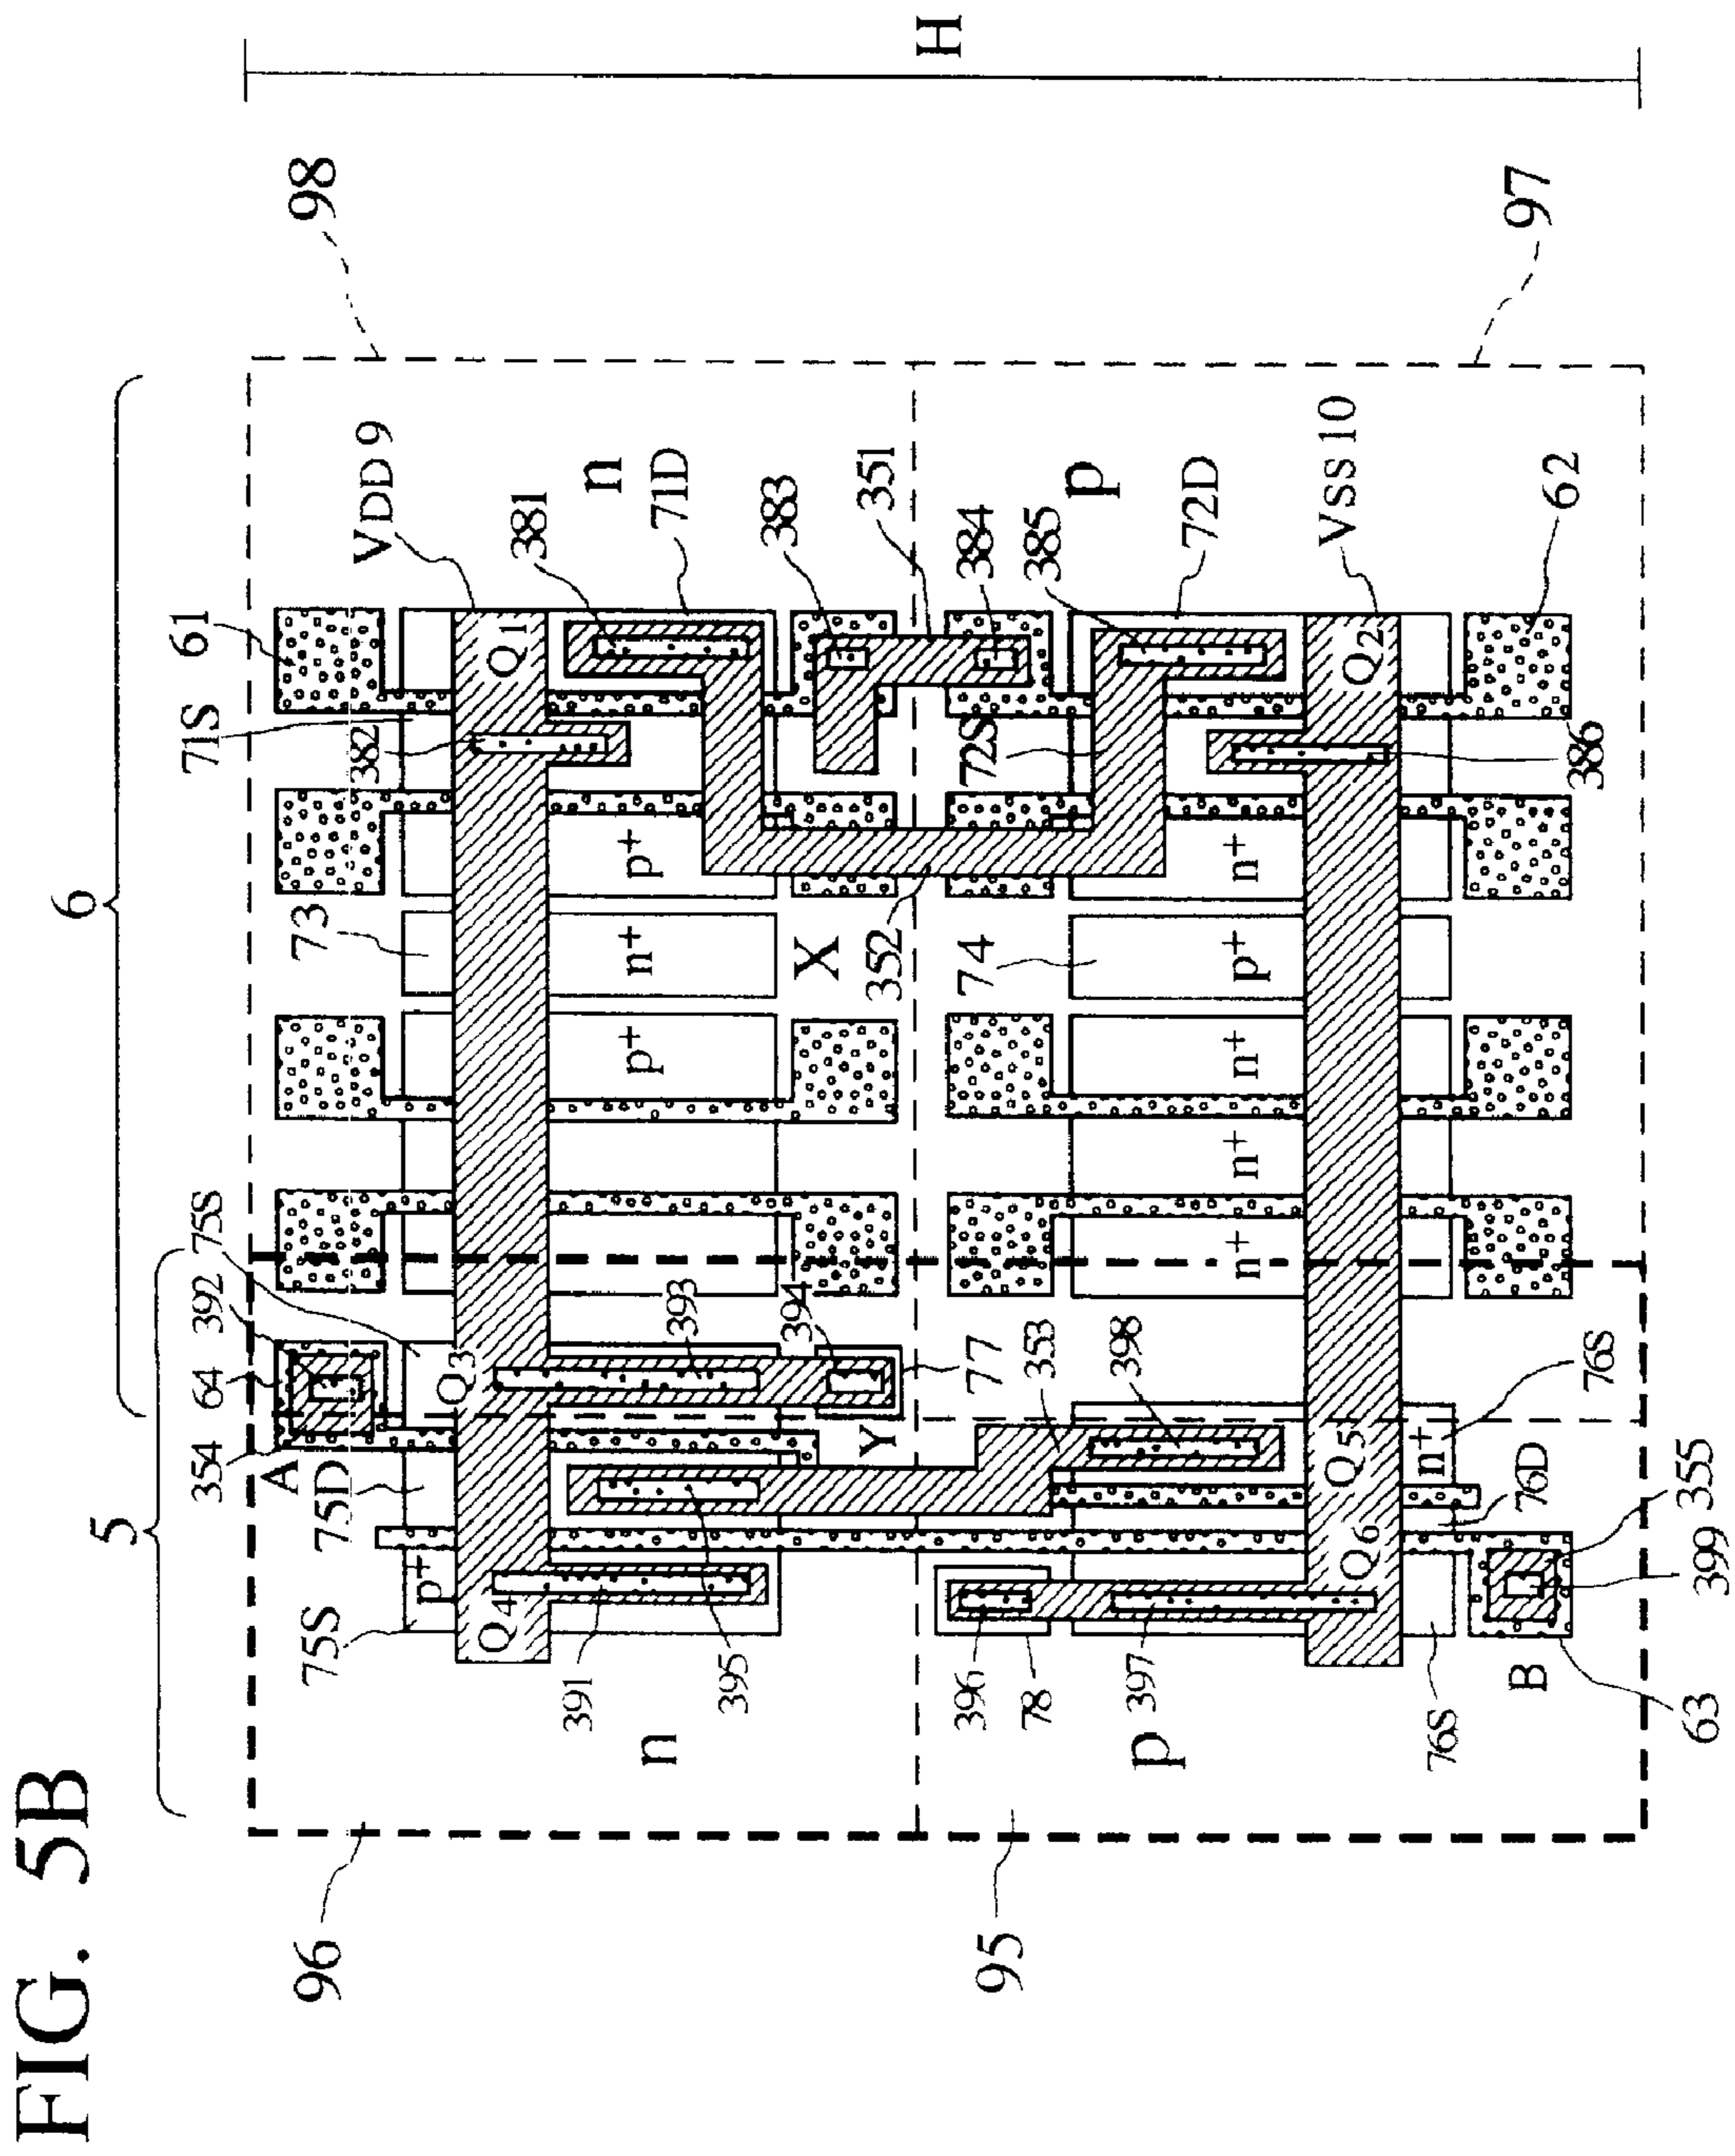 FIG. 5B
H
98
97
6
5
VDD 9
n
71D
381
383
351
384
p
385
72D
VSS 10
62
61
Q1
Q2
71S
382
72S
386
p+
n+
73
n+
X
352
74
p+
p+
n+
n+
n+
75S
392
64
354
A
Q3
393
394
77
353
398
76S
75D
Y
Q5
n+
76D
355
75S
p+
Q4
Q6
399
391
395
396
78
397
76S
B
63
n
p
96
95